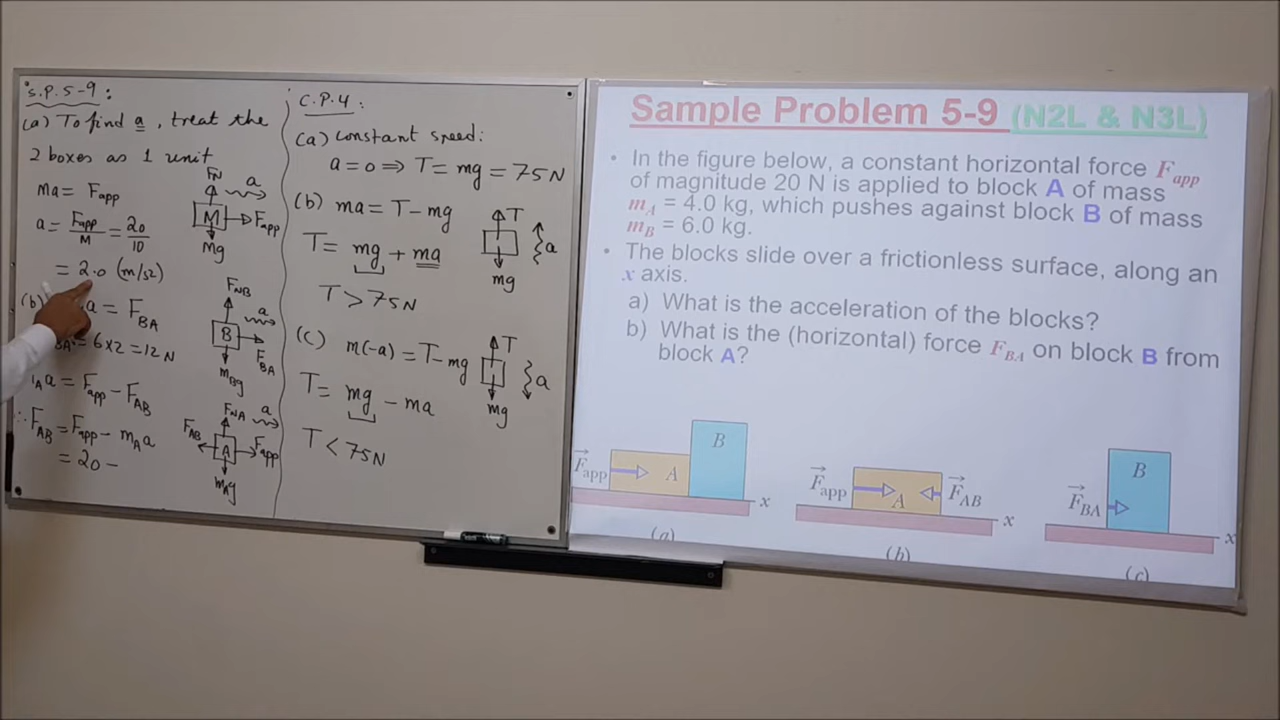 S.P. 5-9 :
(a) To find a, treat the
2 boxes as 1 unit
Ma = Fapp
a = Fapp/M = 20/10
= 2.0 (m/s2)
FN
a
M
Fapp
Mg
(b)
a = FBA
= 6x2 = 12 N
FNB
a
B
FBA
mBg
a = Fapp - FAB
∴ FAB = Fapp - mAa
= 20 -
FNA
a
FAB
A
Fapp
mAg
C.P.4 :
(a) constant speed:
a = 0 ⇒ T = mg = 75N
(b) ma = T - mg
T = mg + ma
T > 75N
T
a
mg
(c) m(-a) = T - mg
T = mg - ma
T < 75N
T
a
mg
Sample Problem 5-9 (N2L & N3L)
• In the figure below, a constant horizontal force Fapp
of magnitude 20 N is applied to block A of mass
mA = 4.0 kg, which pushes against block B of mass
mB = 6.0 kg.
• The blocks slide over a frictionless surface, along an
x axis.
a) What is the acceleration of the blocks?
b) What is the (horizontal) force FBA on block B from
block A?
Fapp
A
B
x
(a)
Fapp
A
FAB
x
(b)
FBA
B
x
(c)